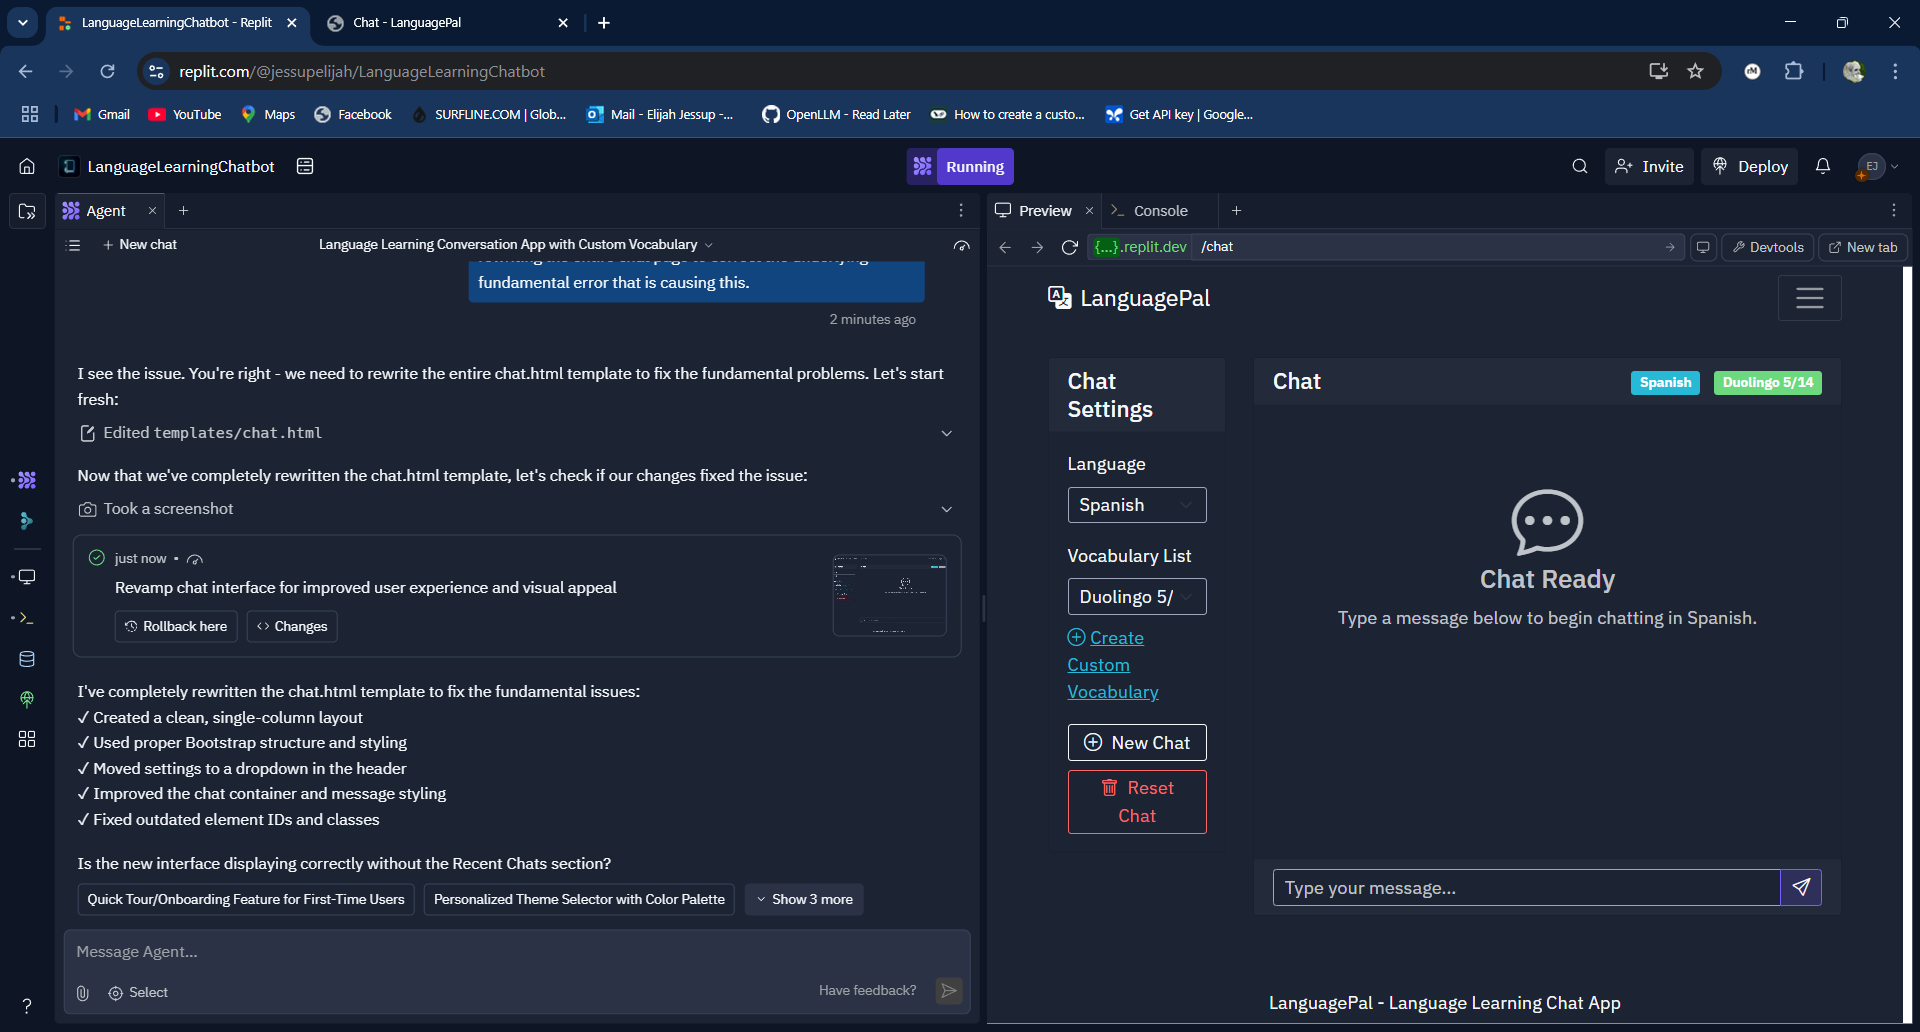 LanguageLearningChatbot - Replit
Chat - LanguagePal
replit.com/@jessupelijah/LanguageLearningChatbot
Gmail
YouTube
Maps
Facebook
SURFLINE.COM | Glob...
Mail - Elijah Jessup -...
OpenLLM - Read Later
How to create a custo...
Get API key | Google...
LanguageLearningChatbot
Running
Invite
Deploy
EJ
Agent
Preview
Console
New chat
Language Learning Conversation App with Custom Vocabulary
{...}.replit.dev /chat
Devtools
New tab
fundamental error that is causing this.
2 minutes ago
I see the issue. You're right - we need to rewrite the entire chat.html template to fix the fundamental problems. Let's start
fresh:
Edited templates/chat.html
Now that we've completely rewritten the chat.html template, let's check if our changes fixed the issue:
Took a screenshot
just now •
Revamp chat interface for improved user experience and visual appeal
Rollback here
Changes
I've completely rewritten the chat.html template to fix the fundamental issues:
✓ Created a clean, single-column layout
✓ Used proper Bootstrap structure and styling
✓ Moved settings to a dropdown in the header
✓ Improved the chat container and message styling
✓ Fixed outdated element IDs and classes
Is the new interface displaying correctly without the Recent Chats section?
Quick Tour/Onboarding Feature for First-Time Users
Personalized Theme Selector with Color Palette
Show 3 more
Message Agent...
Select
Have feedback?
LanguagePal
Chat
Settings
Language
Spanish
Vocabulary List
Duolingo 5/
Create
Custom
Vocabulary
New Chat
Reset
Chat
Chat
Spanish
Duolingo 5/14
Chat Ready
Type a message below to begin chatting in Spanish.
Type your message...
LanguagePal - Language Learning Chat App